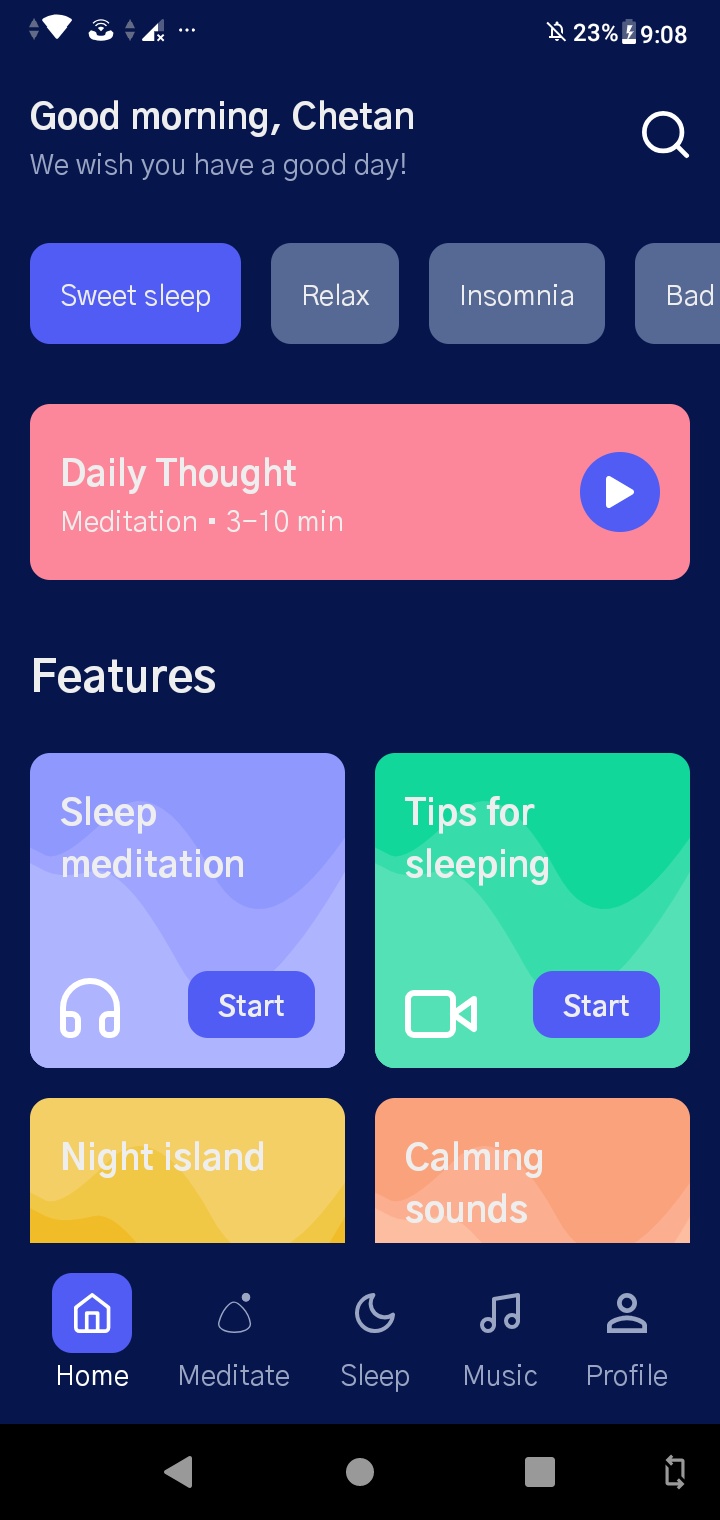 23% 9:08
Good morning, Chetan
We wish you have a good day!
Sweet sleep
Relax
Insomnia
Bad
Daily Thought
Meditation • 3-10 min
Features
Sleep
meditation
Start
Tips for
sleeping
Start
Night island
Calming
sounds
Home
Meditate
Sleep
Music
Profile